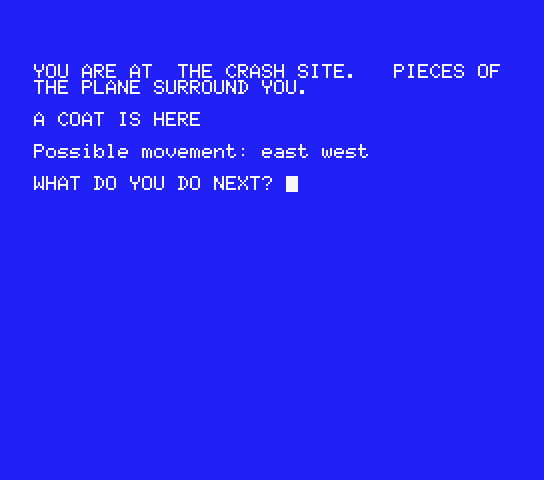 YOU ARE AT  THE CRASH SITE.   PIECES OF
THE PLANE SURROUND YOU.
A COAT IS HERE
Possible movement: east west
WHAT DO YOU DO NEXT?